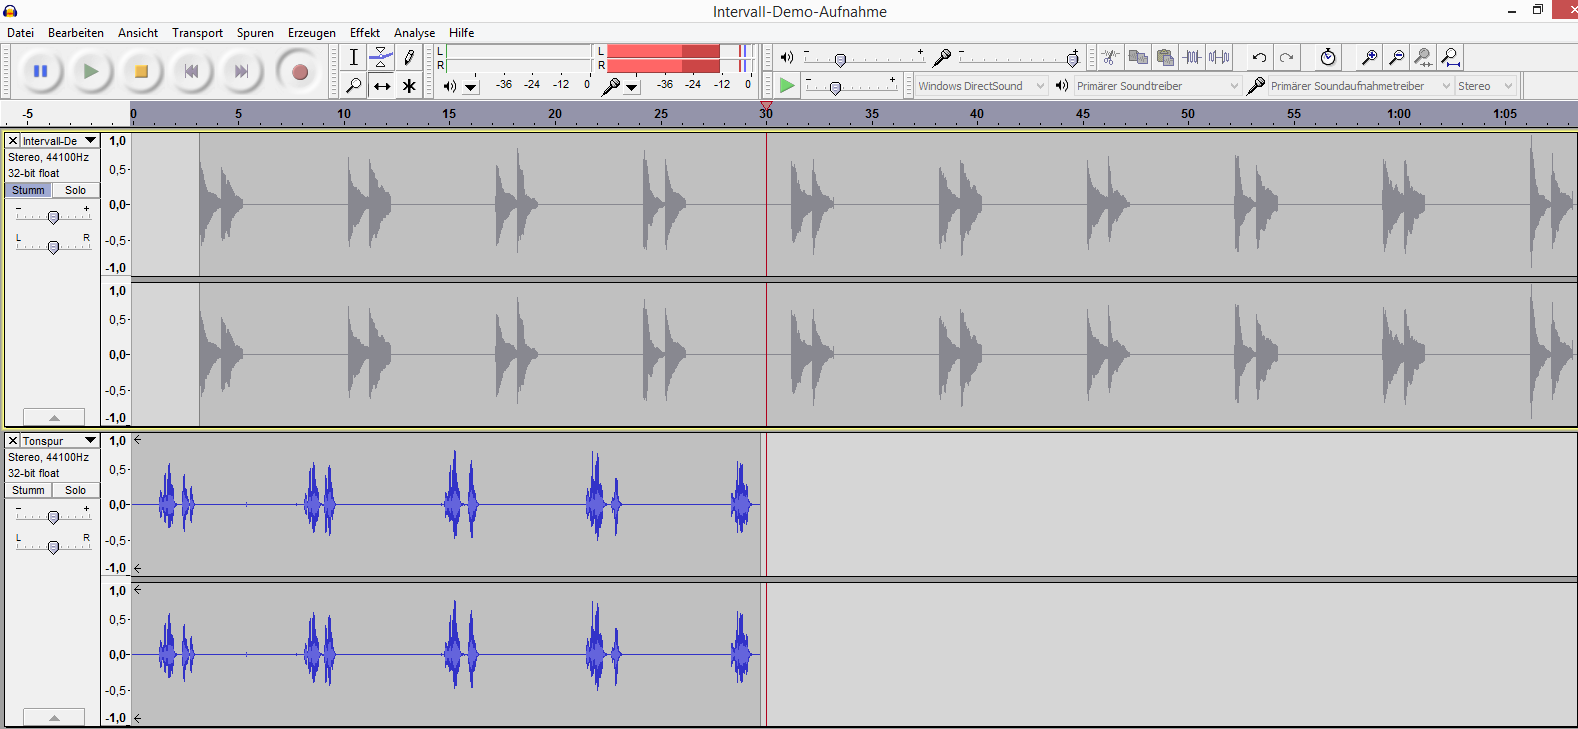 Intervall-Demo-Aufnahme
Datei Bearbeiten Ansicht Transport Spuren Erzeugen Effekt Analyse Hilfe
L R
-36 -24 -12 0
L R
-36 -24 -12 0
- +
- +
- +
Windows DirectSound Primärer Soundtreiber Primärer Soundaufnahmetreiber Stereo
-5 0 5 10 15 20 25 30 35 40 45 50 55 1:00 1:05
Intervall-De
Stereo, 44100Hz
32-bit float
Stumm Solo
- +
L R
1,0
0,5-
0,0-
-0,5-
-1,0
1,0
0,5-
0,0-
-0,5-
-1,0
Tonspur
Stereo, 44100Hz
32-bit float
Stumm Solo
- +
L R
1,0
0,5-
0,0-
-0,5-
-1,0
1,0
0,5-
0,0-
-0,5-
-1,0